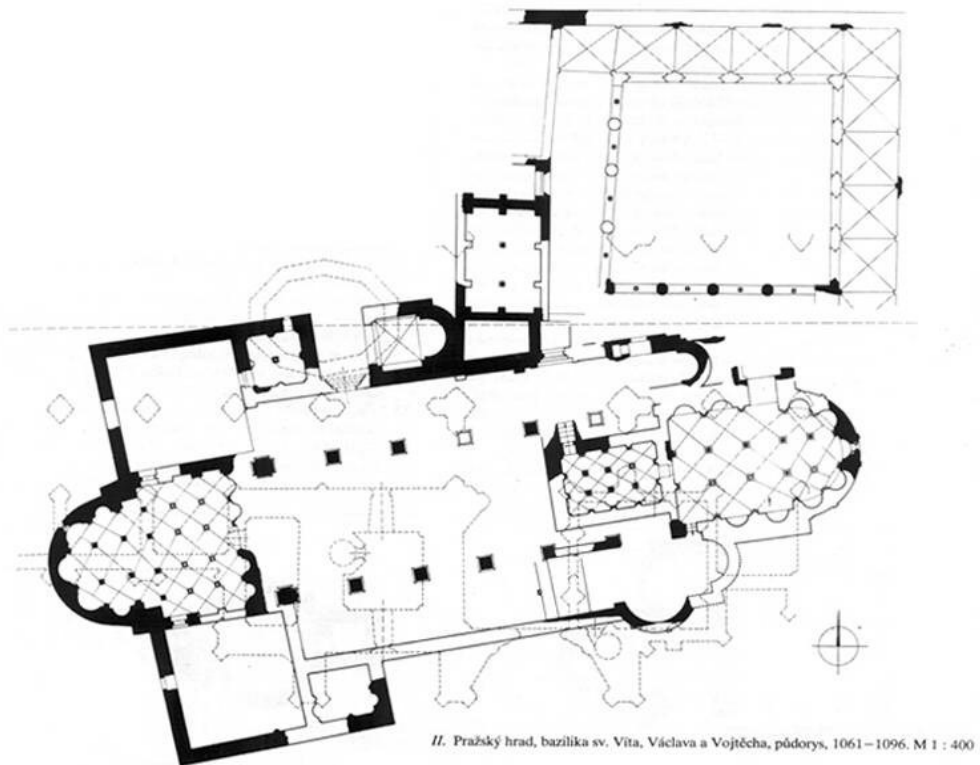 II. Pražský hrad, bazilika sv. Víta, Václava a Vojtěcha, půdorys, 1061–1096. M 1 : 400